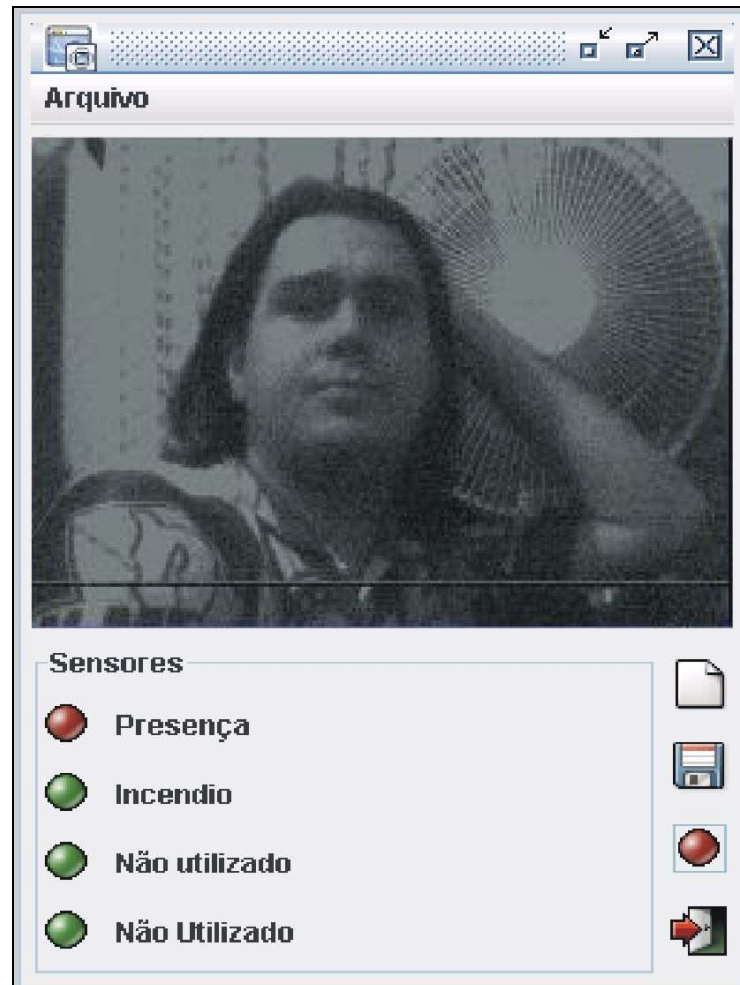 Arquivo
Sensores
Presença
Incendio
Não utilizado
Não Utilizado